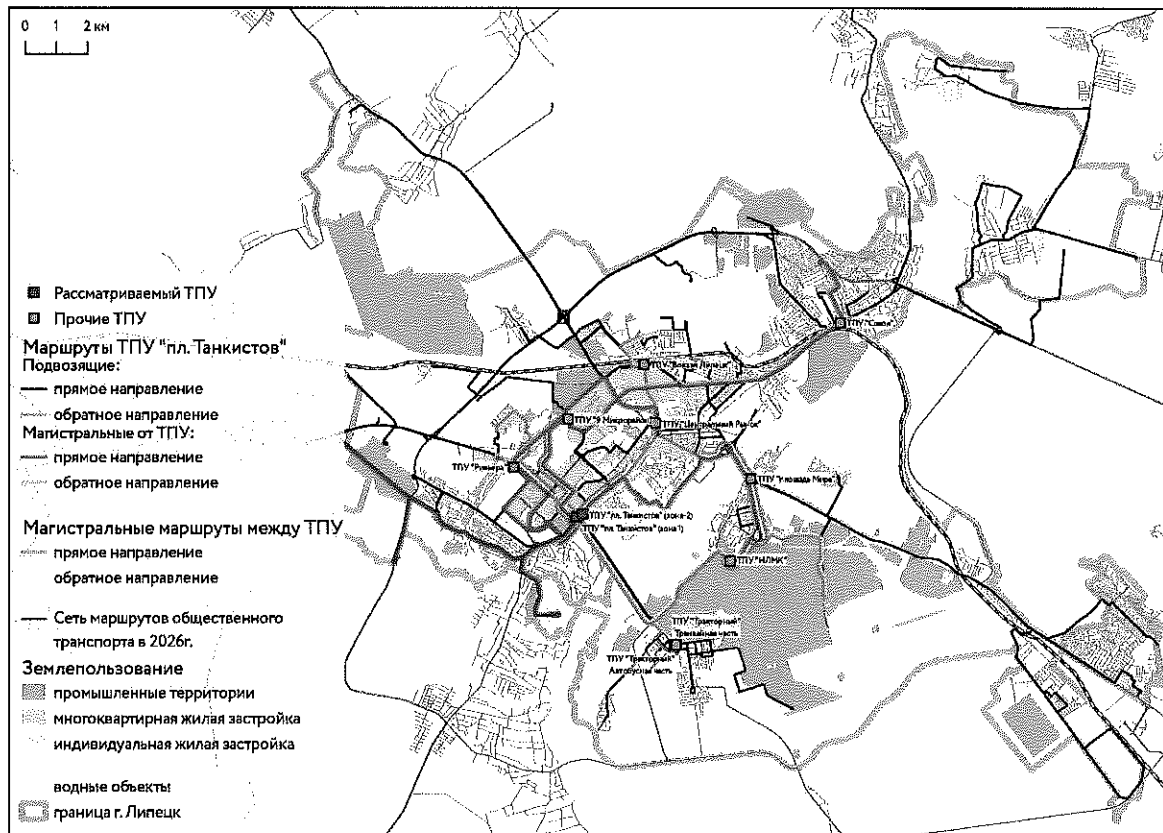 0 1 2 км
Рассматриваемый ТПУ
Прочие ТПУ
Маршруты ТПУ "пл. Танкистов"
Подвозящие:
прямое направление
обратное направление
Магистральные от ТПУ:
прямое направление
обратное направление
Магистральные маршруты между ТПУ
прямое направление
обратное направление
Сеть маршрутов общественного
транспорта в 2026г.
Землепользование
промышленные территории
многоквартирная жилая застройка
индивидуальная жилая застройка
водные объекты
граница г. Липецк
ТПУ "Сокол"
ТПУ "Вокзал Липецк"
ТПУ "9 Микрорайон"
ТПУ "Центральный Рынок"
ТПУ "Ривьера"
ТПУ "Площадь Мира"
ТПУ "пл. Танкистов" (зона 2)
ТПУ "пл. Танкистов" (зона 1)
ТПУ "НЛМК"
ТПУ "Тракторный"
Трамвайная часть
ТПУ "Тракторный"
Автобусная часть